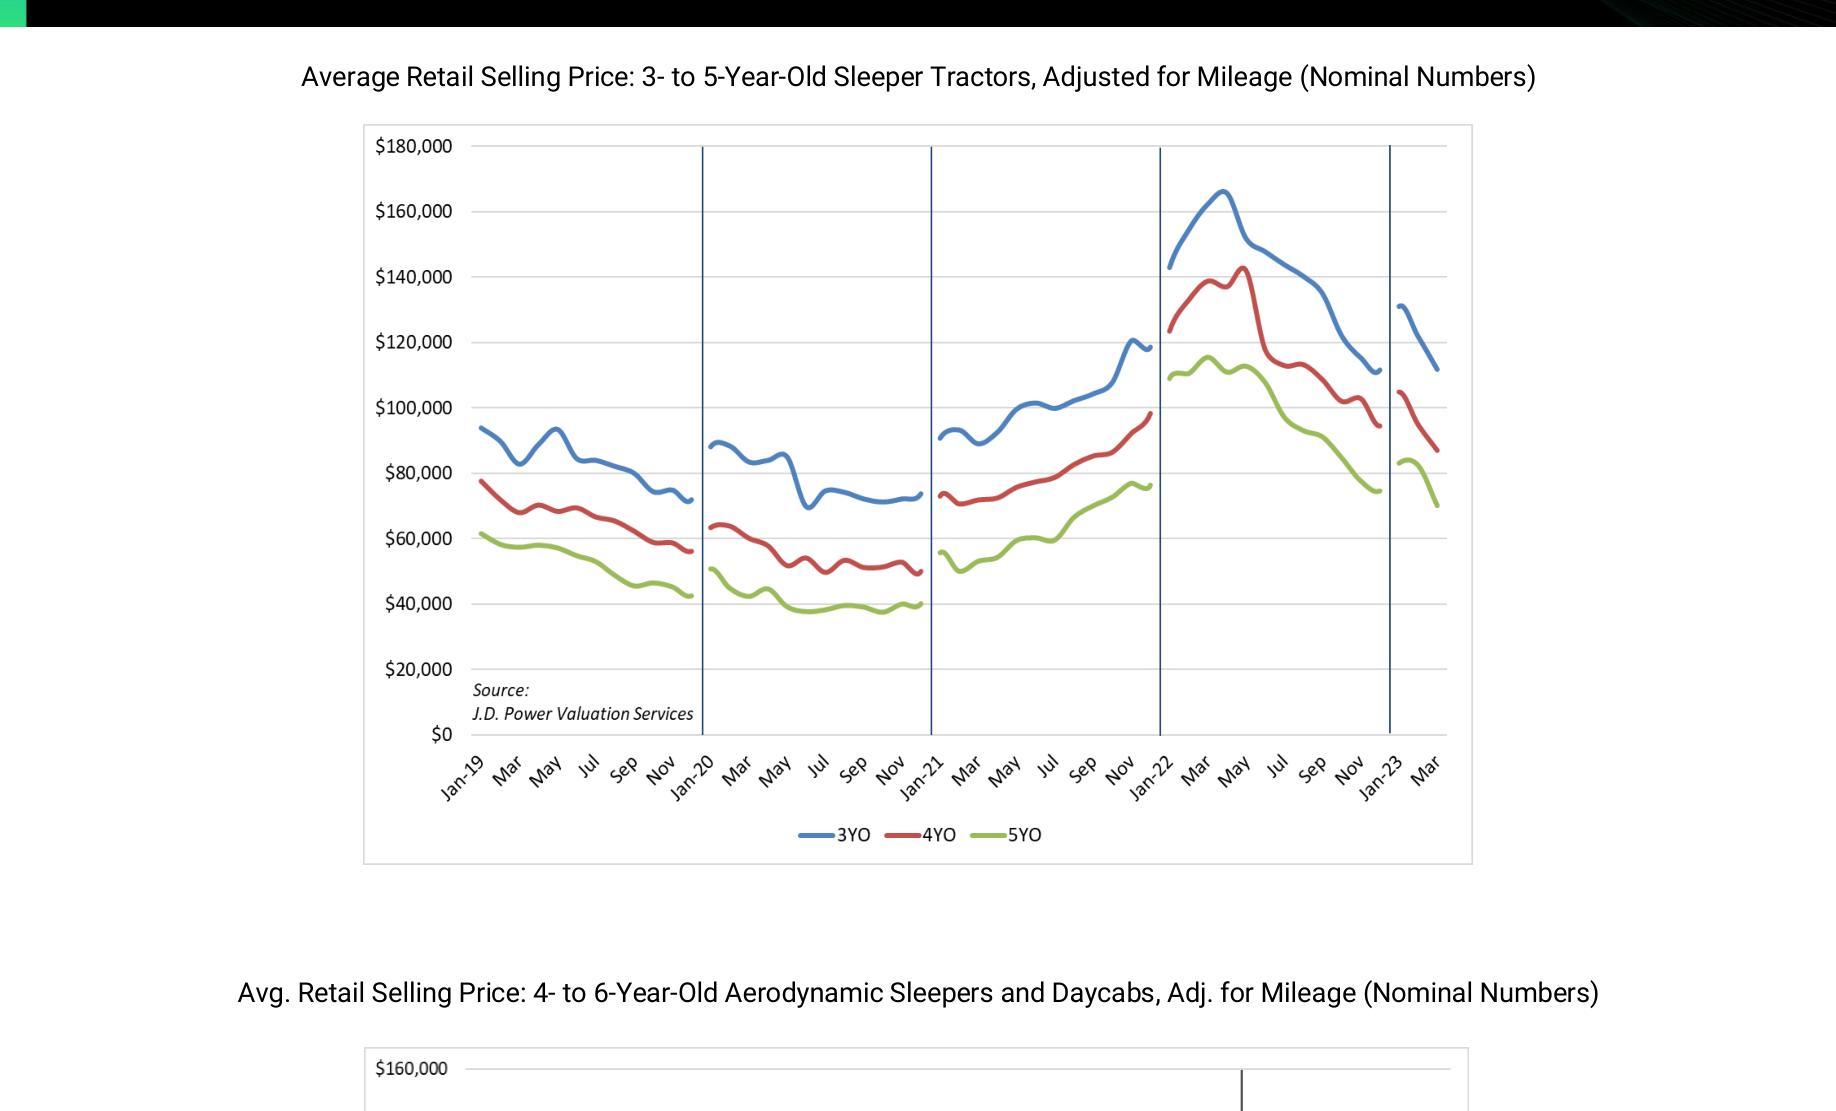 Average Retail Selling Price: 3- to 5-Year-Old Sleeper Tractors, Adjusted for Mileage (Nominal Numbers)
$180,000
$160,000
$140,000
$120,000
$100,000
$80,000
$60,000
$40,000
$20,000
$0
Source:
J.D. Power Valuation Services
Jan-19 Mar May Jul Sep Nov Jan-20 Mar May Jul Sep Nov Jan-21 Mar May Jul Sep Nov Jan-22 Mar May Jul Sep Nov Jan-23 Mar
3YO 4YO 5YO
Avg. Retail Selling Price: 4- to 6-Year-Old Aerodynamic Sleepers and Daycabs, Adj. for Mileage (Nominal Numbers)
$160,000